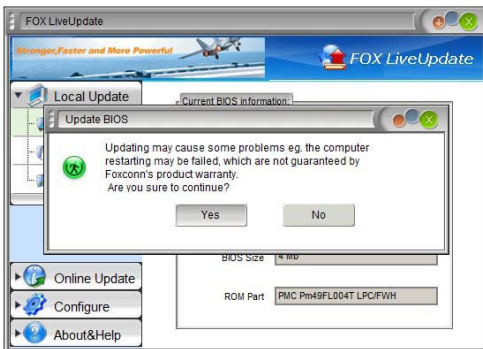 FOX LiveUpdate
Stronger,Faster and More Powerful
FOX LiveUpdate
Local Update
Current BIOS information:
Update BIOS
Updating may cause some problems eg. the computer
restarting may be failed, which are not guaranteed by
Foxconn's product warranty.
Are you sure to continue?
Yes
No
BIOS Size
4 Mb
Online Update
ROM Part
PMC Pm49FL004T LPC/FWH
Configure
About&Help